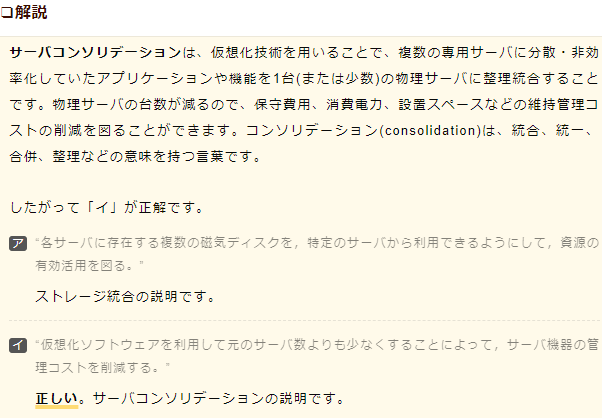 ❏解説
サーバコンソリデーションは、仮想化技術を用いることで、複数の専用サーバに分散・非効
率化していたアプリケーションや機能を1台(または少数)の物理サーバに整理統合すること
です。物理サーバの台数が減るので、保守費用、消費電力、設置スペースなどの維持管理コ
ストの削減を図ることができます。コンソリデーション(consolidation)は、統合、統一、
合併、整理などの意味を持つ言葉です。
したがって「イ」が正解です。
ア “各サーバに存在する複数の磁気ディスクを，特定のサーバから利用できるようにして，資源の
有効活用を図る。”
ストレージ統合の説明です。
イ “仮想化ソフトウェアを利用して元のサーバ数よりも少なくすることによって，サーバ機器の管
理コストを削減する。”
正しい。サーバコンソリデーションの説明です。